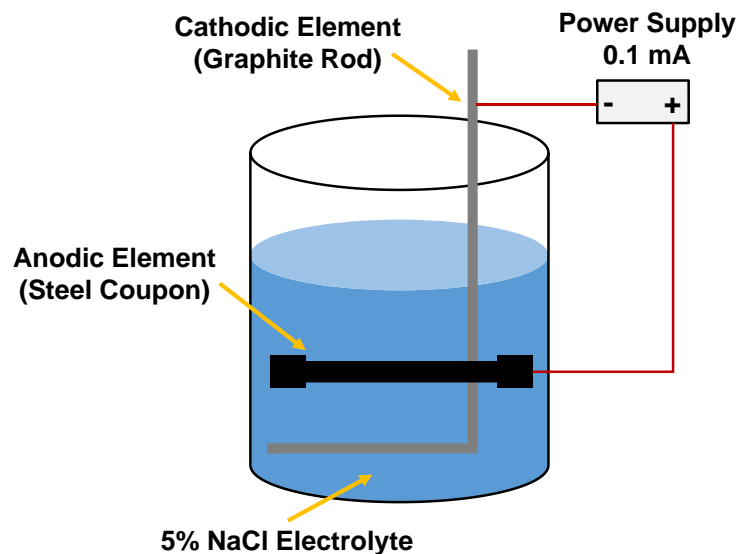 Cathodic Element
(Graphite Rod)
Power Supply
0.1 mA
- +
Anodic Element
(Steel Coupon)
5% NaCl Electrolyte